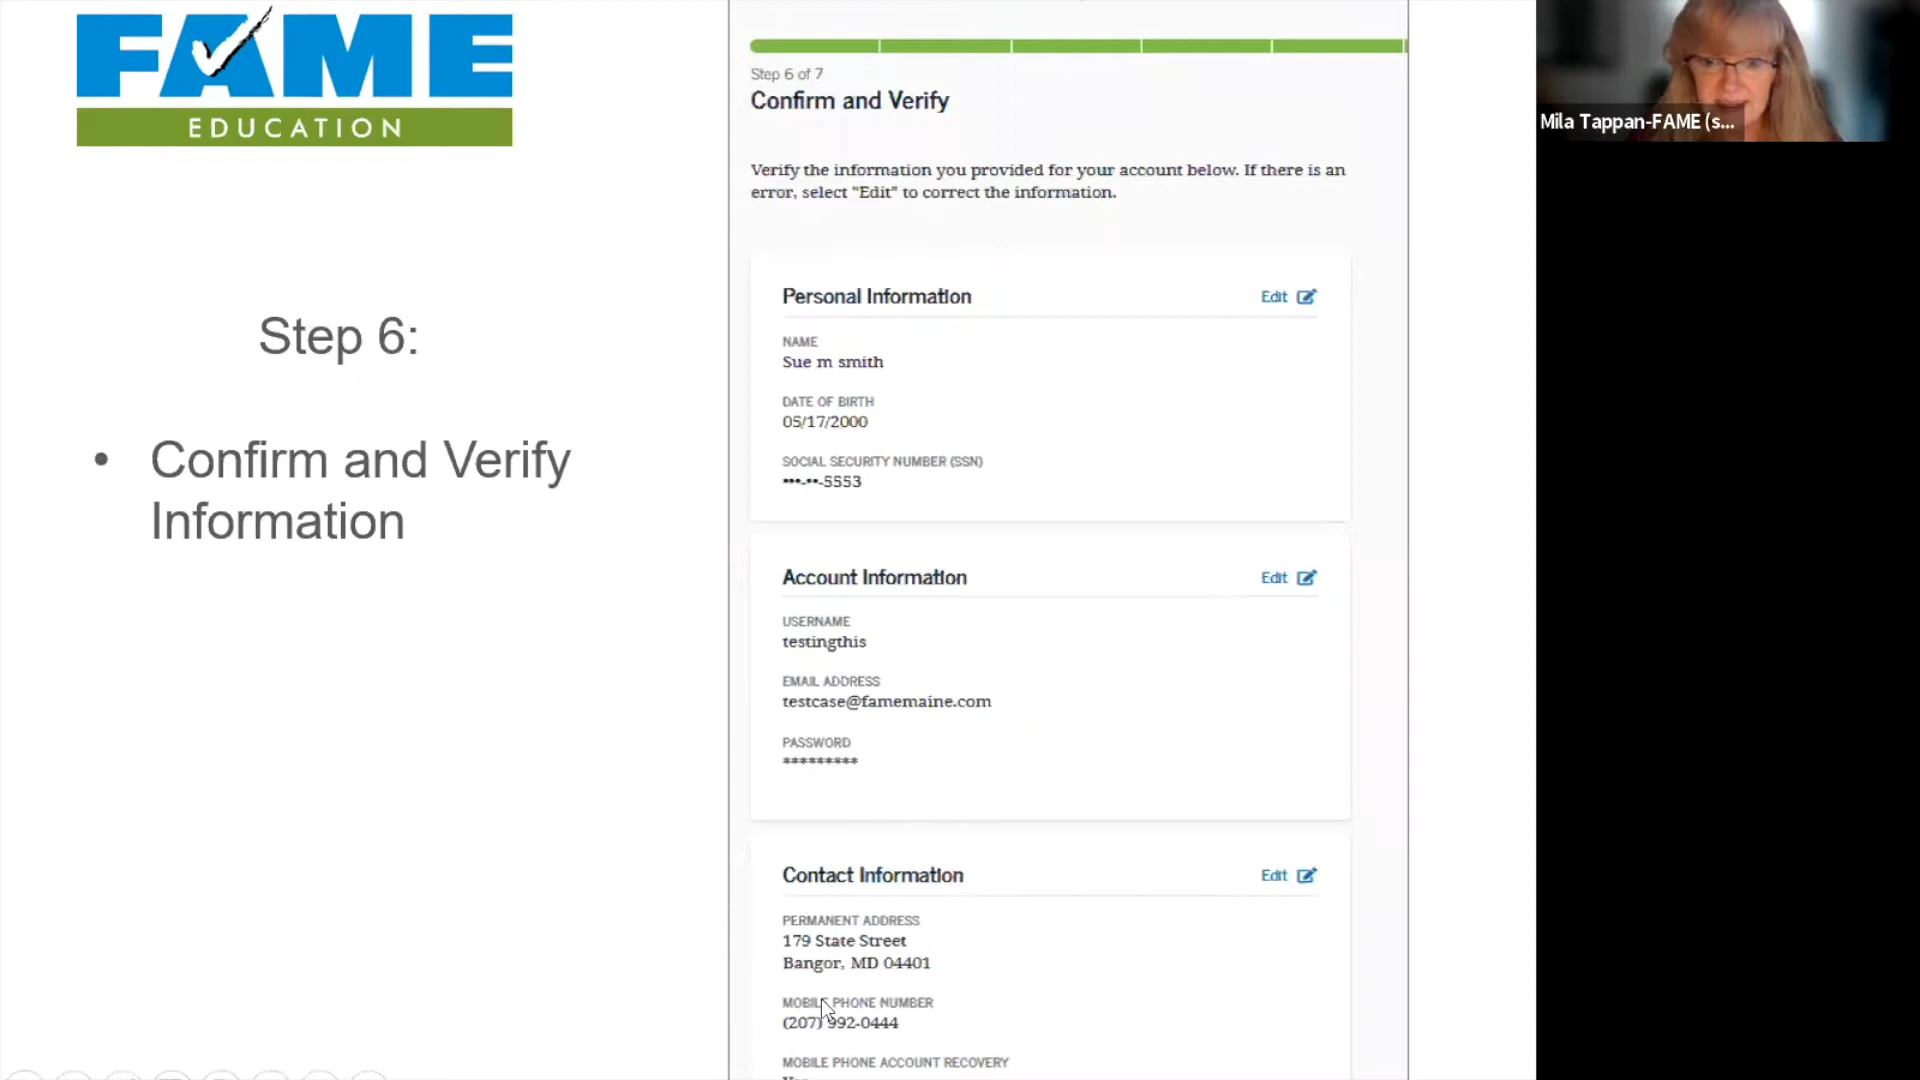 FAME
EDUCATION
Step 6:
• Confirm and Verify
Information
Step 6 of 7
Confirm and Verify
Verify the information you provided for your account below. If there is an
error, select "Edit" to correct the information.
Personal Information Edit
NAME
Sue m smith
DATE OF BIRTH
05/17/2000
SOCIAL SECURITY NUMBER (SSN)
•••-••-5553
Account Information Edit
USERNAME
testingthis
EMAIL ADDRESS
testcase@famemaine.com
PASSWORD
*********
Contact Information Edit
PERMANENT ADDRESS
179 State Street
Bangor, MD 04401
MOBILE PHONE NUMBER
(207) 992-0444
MOBILE PHONE ACCOUNT RECOVERY
Mila Tappan-FAME (s...